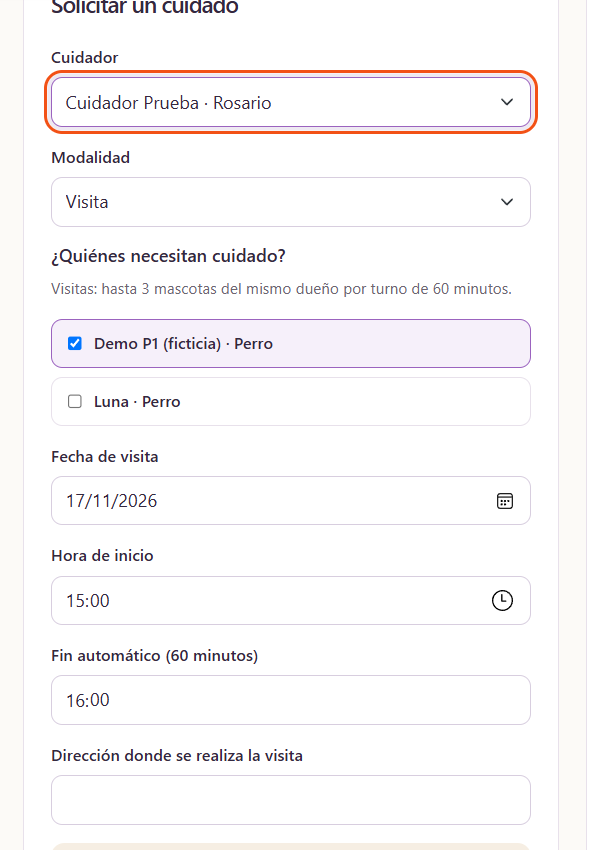 Solicitar un cuidado
Cuidador
Cuidador Prueba · Rosario
Modalidad
Visita
¿Quiénes necesitan cuidado?
Visitas: hasta 3 mascotas del mismo dueño por turno de 60 minutos.
Demo P1 (ficticia) · Perro
Luna · Perro
Fecha de visita
17/11/2026
Hora de inicio
15:00
Fin automático (60 minutos)
16:00
Dirección donde se realiza la visita